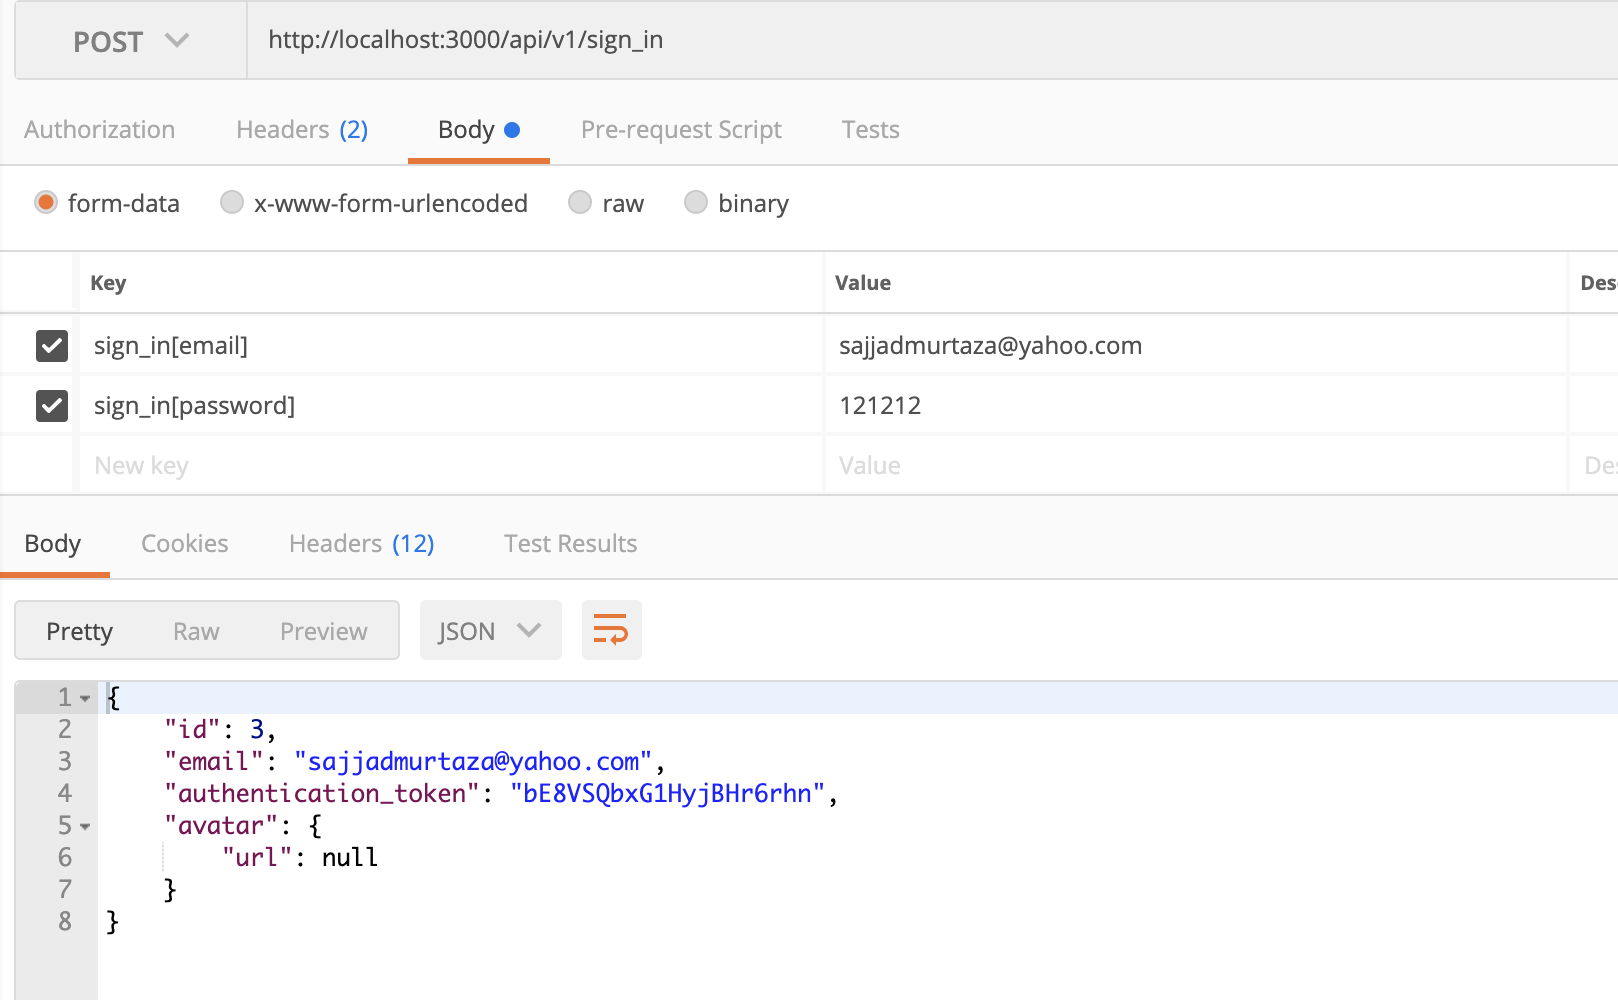 POST http://localhost:3000/api/v1/sign_in
Authorization Headers (2) Body Pre-request Script Tests
form-data x-www-form-urlencoded raw binary
Key Value Des
sign_in[email] sajjadmurtaza@yahoo.com
sign_in[password] 121212
New key Value Des
Body Cookies Headers (12) Test Results
Pretty Raw Preview JSON
1 {
2 "id": 3,
3 "email": "sajjadmurtaza@yahoo.com",
4 "authentication_token": "bE8VSQbxG1HyjBHr6rhn",
5 "avatar": {
6 "url": null
7 }
8 }